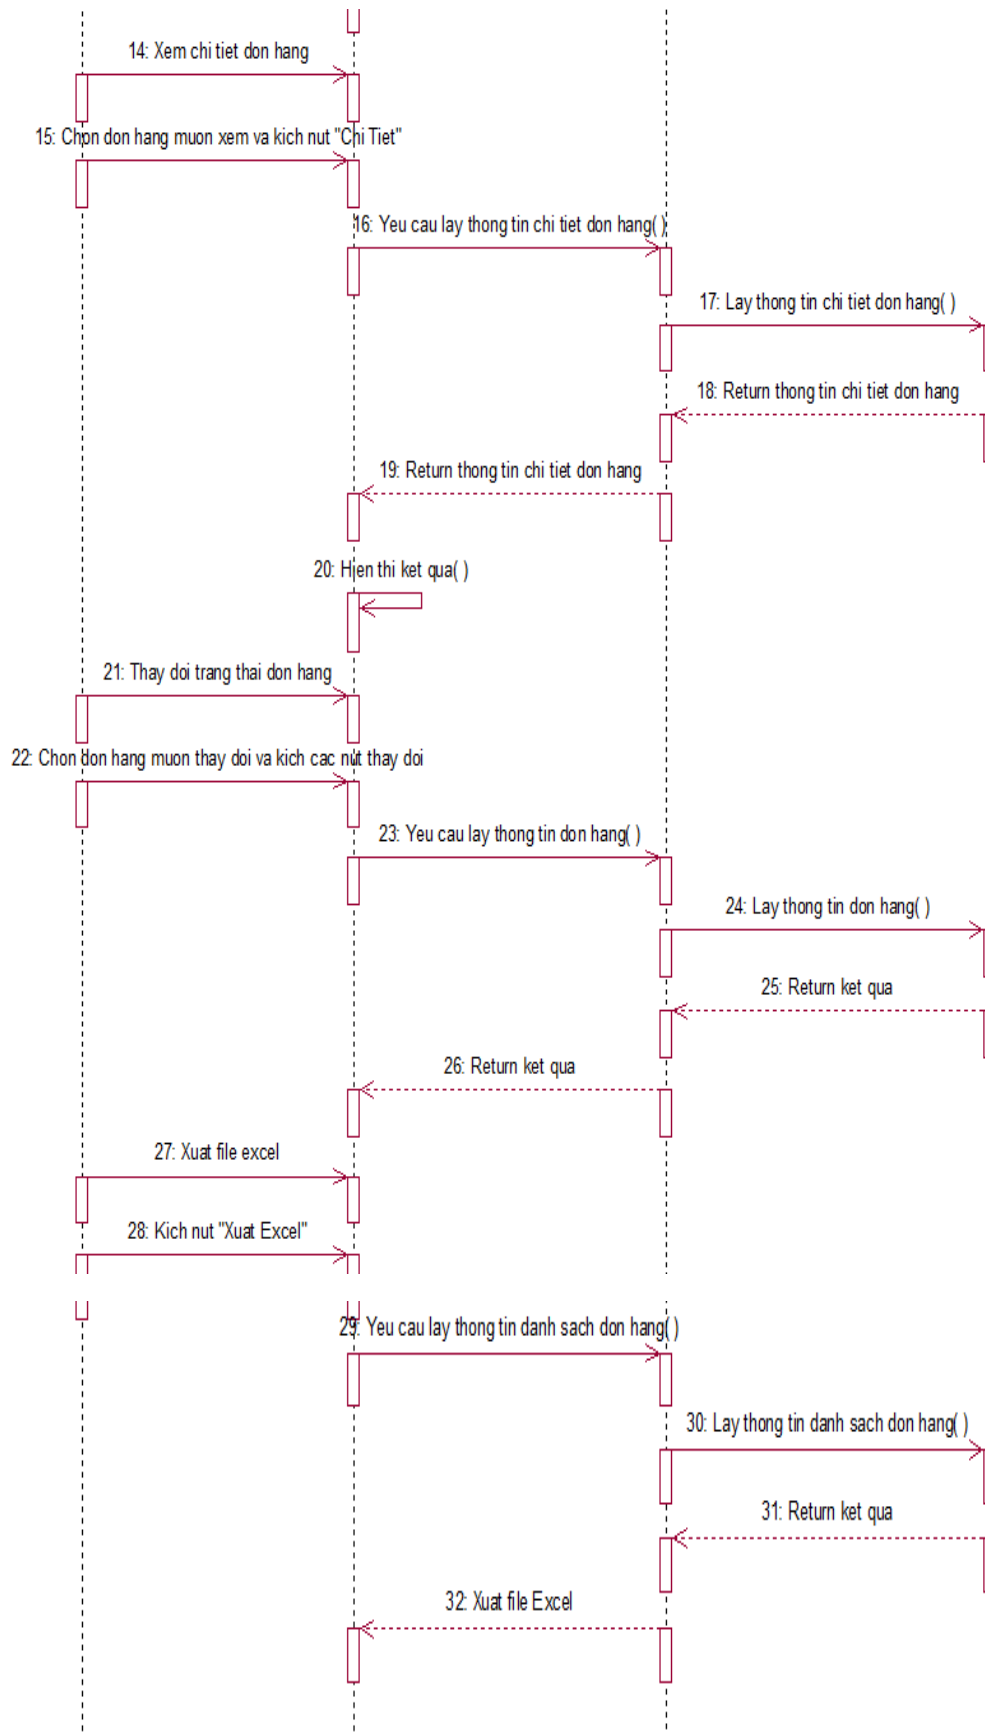 14: Xem chi tiet don hang
15: Chon don hang muon xem va kich nut "Chi Tiet"
16: Yeu cau lay thong tin chi tiet don hang( )
17: Lay thong tin chi tiet don hang( )
18: Return thong tin chi tiet don hang
19: Return thong tin chi tiet don hang
20: Hien thi ket qua( )
21: Thay doi trang thai don hang
22: Chon don hang muon thay doi va kich cac nut thay doi
23: Yeu cau lay thong tin don hang( )
24: Lay thong tin don hang( )
25: Return ket qua
26: Return ket qua
27: Xuat file excel
28: Kich nut "Xuat Excel"
29: Yeu cau lay thong tin danh sach don hang( )
30: Lay thong tin danh sach don hang( )
31: Return ket qua
32: Xuat file Excel